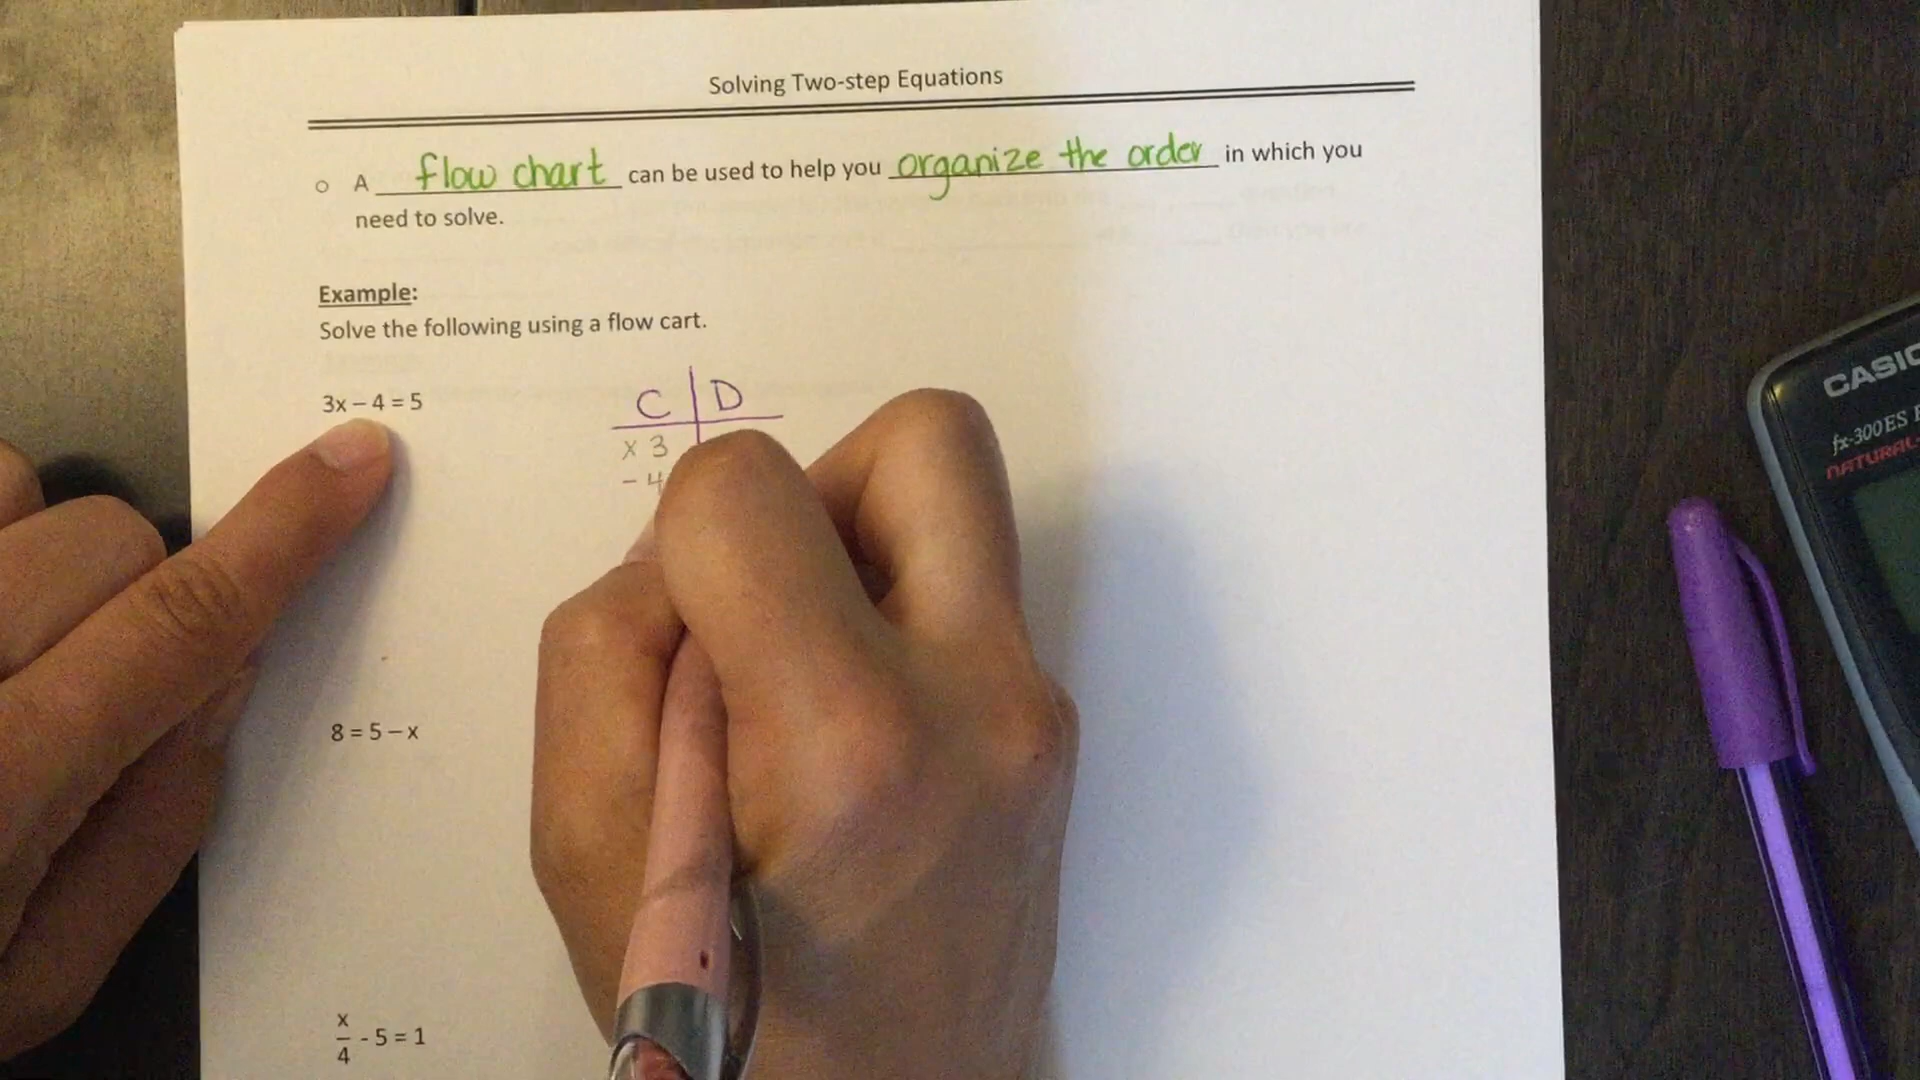 Solving Two-step Equations
○ A flow chart can be used to help you organize the order in which you
need to solve.
Example:
Solve the following using a flow cart.
3x – 4 = 5
C D
x 3
- 4
8 = 5 – x
x
4
- 5 = 1
CASIO
fx-300ES
NATURAL-